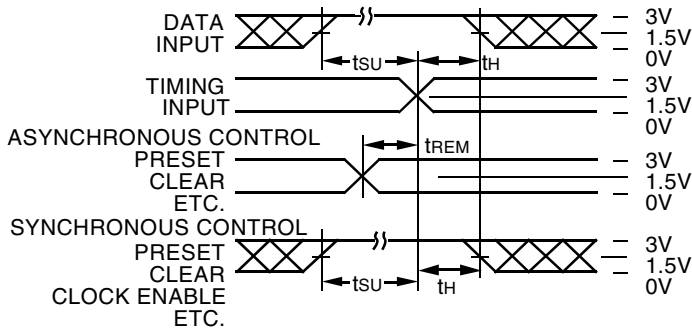 DATA
INPUT
3V
1.5V
0V
tSU
tH
TIMING
INPUT
3V
1.5V
0V
ASYNCHRONOUS CONTROL
PRESET
CLEAR
ETC.
tREM
3V
1.5V
0V
SYNCHRONOUS CONTROL
PRESET
CLEAR
CLOCK ENABLE
ETC.
tSU
tH
3V
1.5V
0V